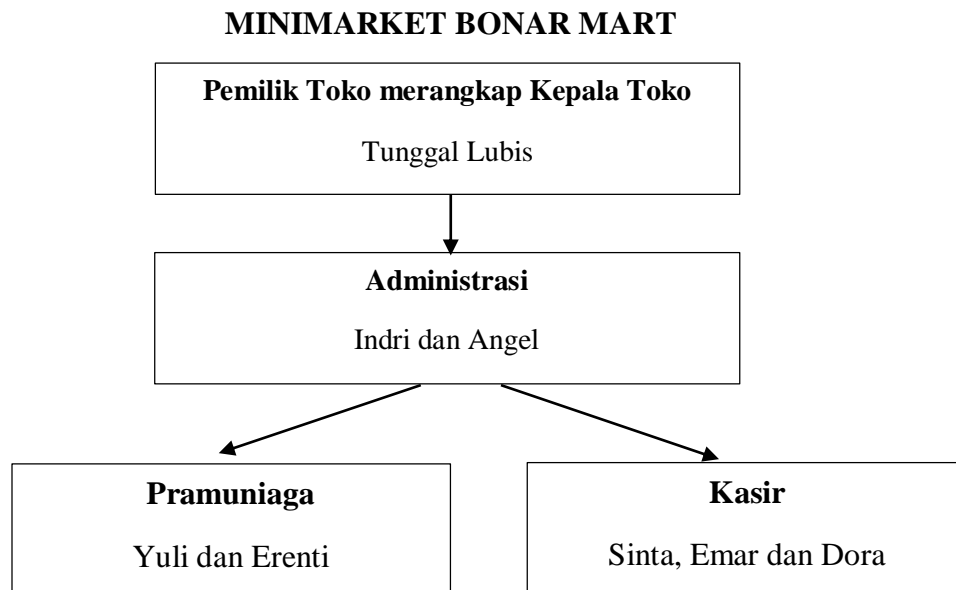 MINIMARKET BONAR MART
Pemilik Toko merangkap Kepala Toko
Tunggal Lubis
Administrasi
Indri dan Angel
Pramuniaga
Yuli dan Erenti
Kasir
Sinta, Emar dan Dora